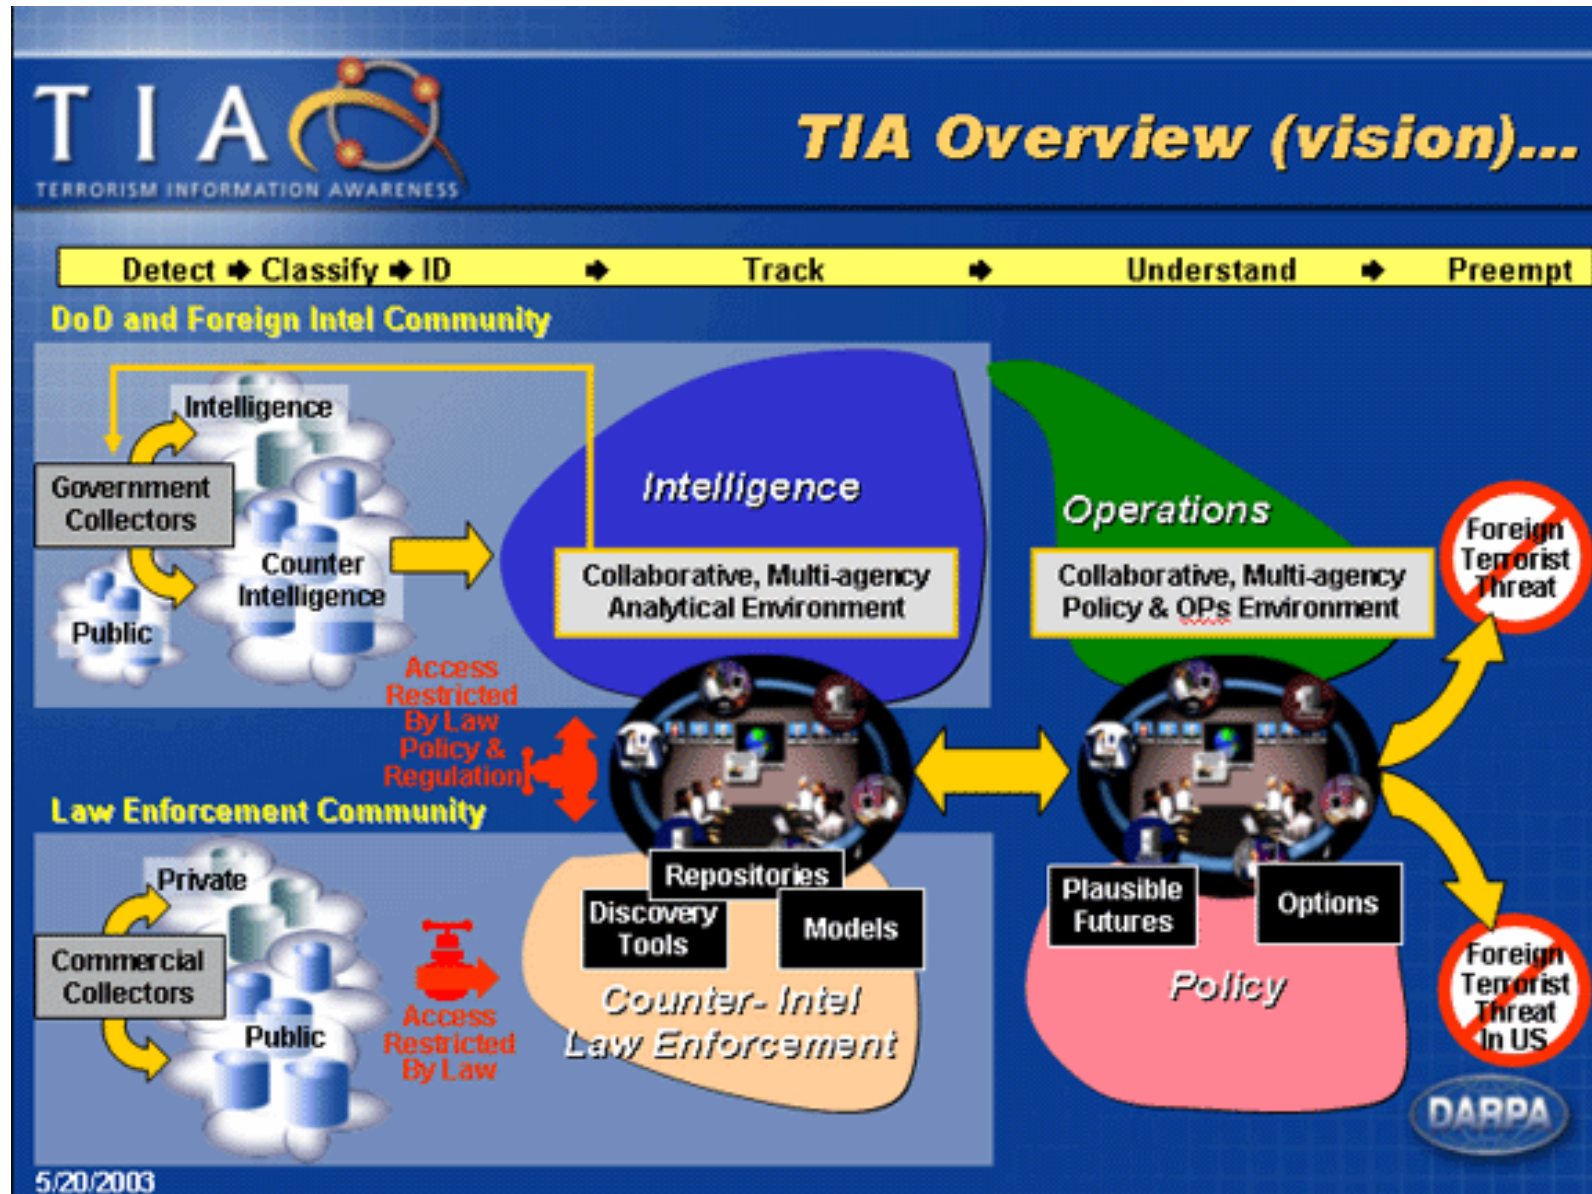 TIA
TERRORISM INFORMATION AWARENESS
TIA Overview (vision)...
Detect ➔ Classify ➔ ID ➔ Track ➔ Understand ➔ Preempt
DoD and Foreign Intel Community
Intelligence
Government
Collectors
Counter
Intelligence
Public
Intelligence
Collaborative, Multi-agency
Analytical Environment
Operations
Collaborative, Multi-agency
Policy & OPs Environment
Foreign
Terrorist
Threat
Access
Restricted
By Law
Policy &
Regulation
Law Enforcement Community
Private
Commercial
Collectors
Public
Access
Restricted
By Law
Repositories
Discovery
Tools
Models
Counter- Intel
Law Enforcement
Plausible
Futures
Options
Policy
Foreign
Terrorist
Threat
In US
DARPA
5/20/2003